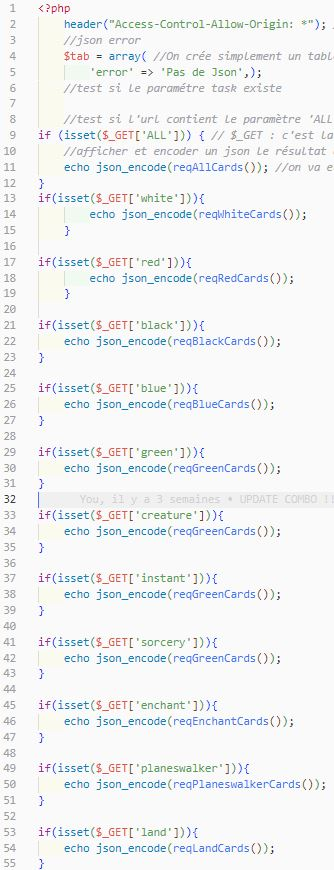 1 <?php
2 header("Access-Control-Allow-Origin: *");
3 //json error
4 $tab = array( //On crée simplement un tabl
5 'error' => 'Pas de Json',);
6 //test si le paramétre task existe
7
8 //test si l'url contient le paramètre 'ALL
9 if (isset($_GET['ALL'])) { // $_GET : c'est la
10 //afficher et encoder un json le résultat
11 echo json_encode(reqAllCards()); //on va e
12 }
13 if(isset($_GET['white'])){
14 echo json_encode(reqWhiteCards());
15 }
16
17 if(isset($_GET['red'])){
18 echo json_encode(reqRedCards());
19 }
20
21 if(isset($_GET['black'])){
22 echo json_encode(reqBlackCards());
23 }
24
25 if(isset($_GET['blue'])){
26 echo json_encode(reqBlueCards());
27 }
28
29 if(isset($_GET['green'])){
30 echo json_encode(reqGreenCards());
31 }
32 You, il y a 3 semaines • UPDATE COMBO !!
33 if(isset($_GET['creature'])){
34 echo json_encode(reqGreenCards());
35 }
36
37 if(isset($_GET['instant'])){
38 echo json_encode(reqGreenCards());
39 }
40
41 if(isset($_GET['sorcery'])){
42 echo json_encode(reqGreenCards());
43 }
44
45 if(isset($_GET['enchant'])){
46 echo json_encode(reqEnchantCards());
47 }
48
49 if(isset($_GET['planeswalker'])){
50 echo json_encode(reqPlaneswalkerCards());
51 }
52
53 if(isset($_GET['land'])){
54 echo json_encode(reqLandCards());
55 }